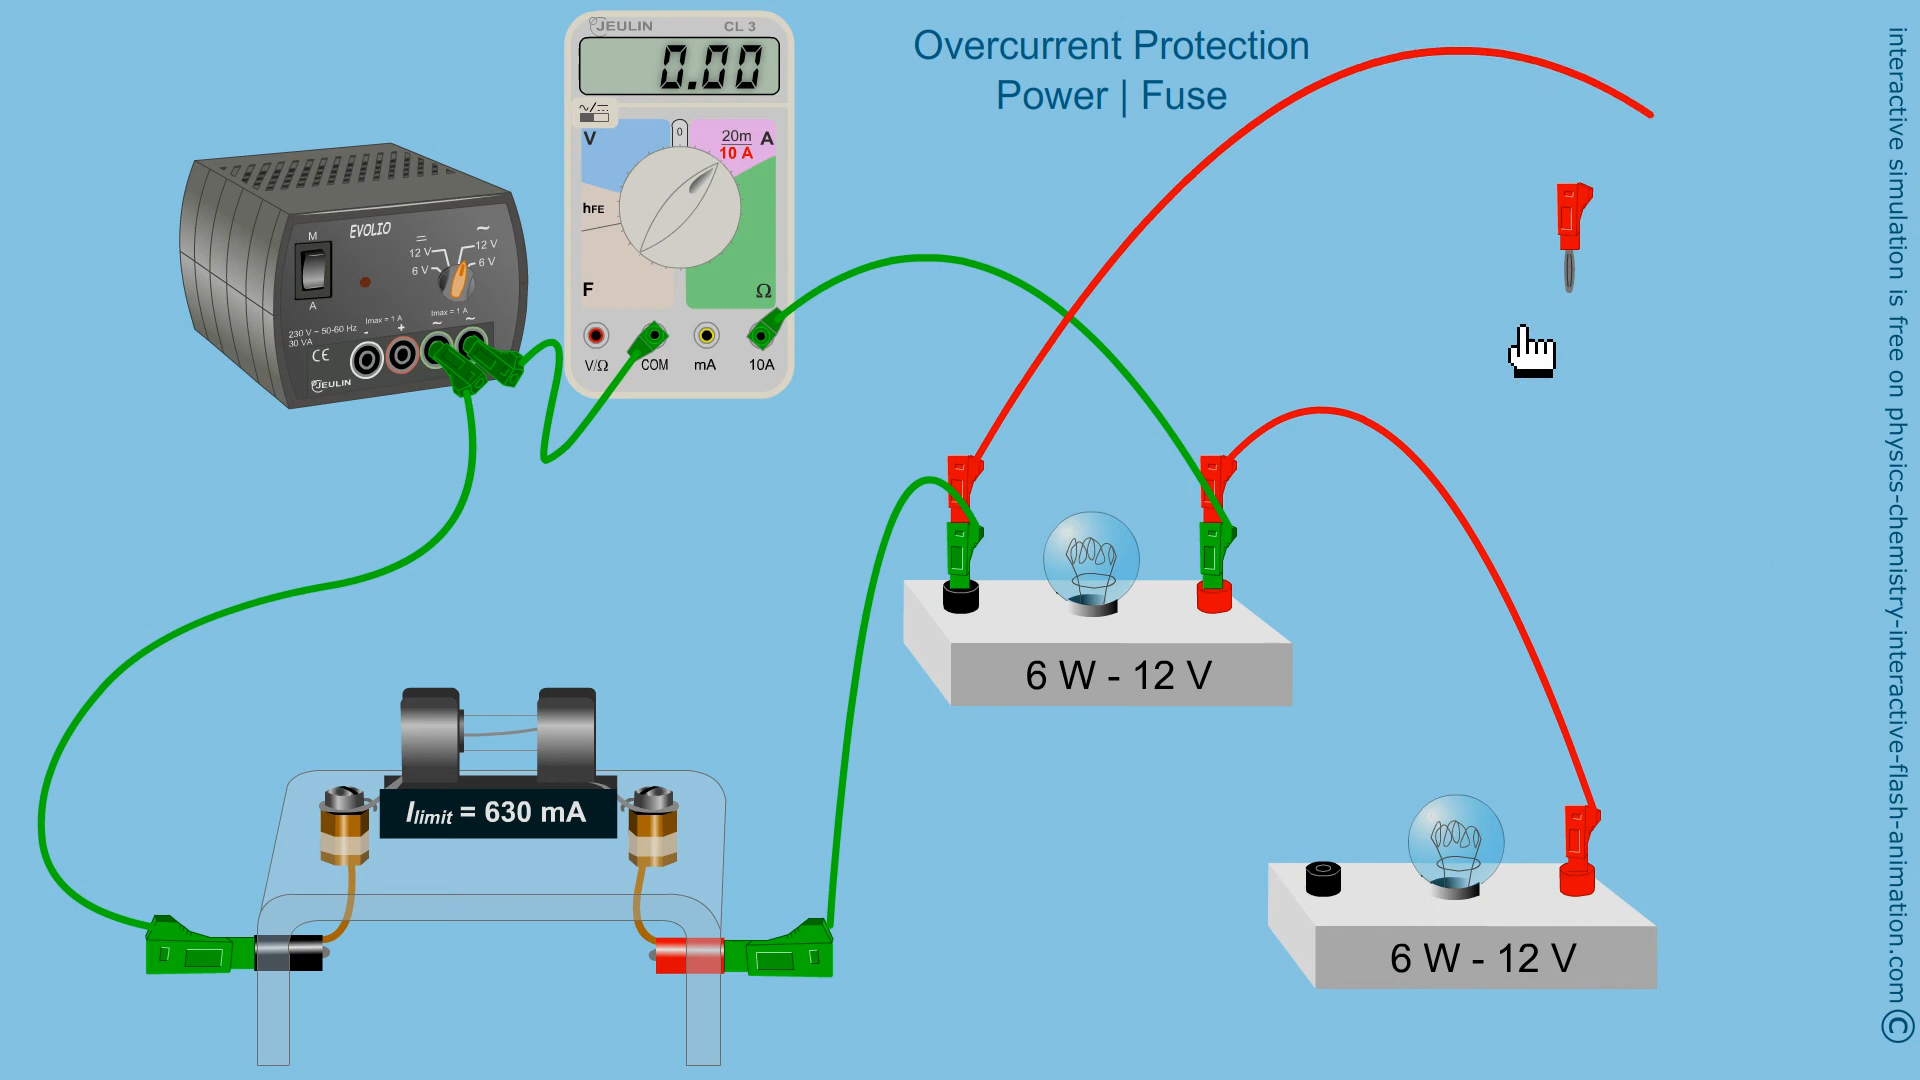 Overcurrent Protection
Power | Fuse
JEULIN CL 3
0.00
V
0
20m A
10 A
hFE
F
Ω
V/Ω COM mA 10A
EVOLIO
M
A
12 V
6 V
12 V
6 V
230 V ~ 50-60 Hz
30 VA
Imax = 1 A
Imax = 1 A
- +
~ ~
CE
JEULIN
Ilimit = 630 mA
6 W - 12 V
6 W - 12 V
interactive simulation is free on physics-chemistry-interactive-flash-animation.com ©